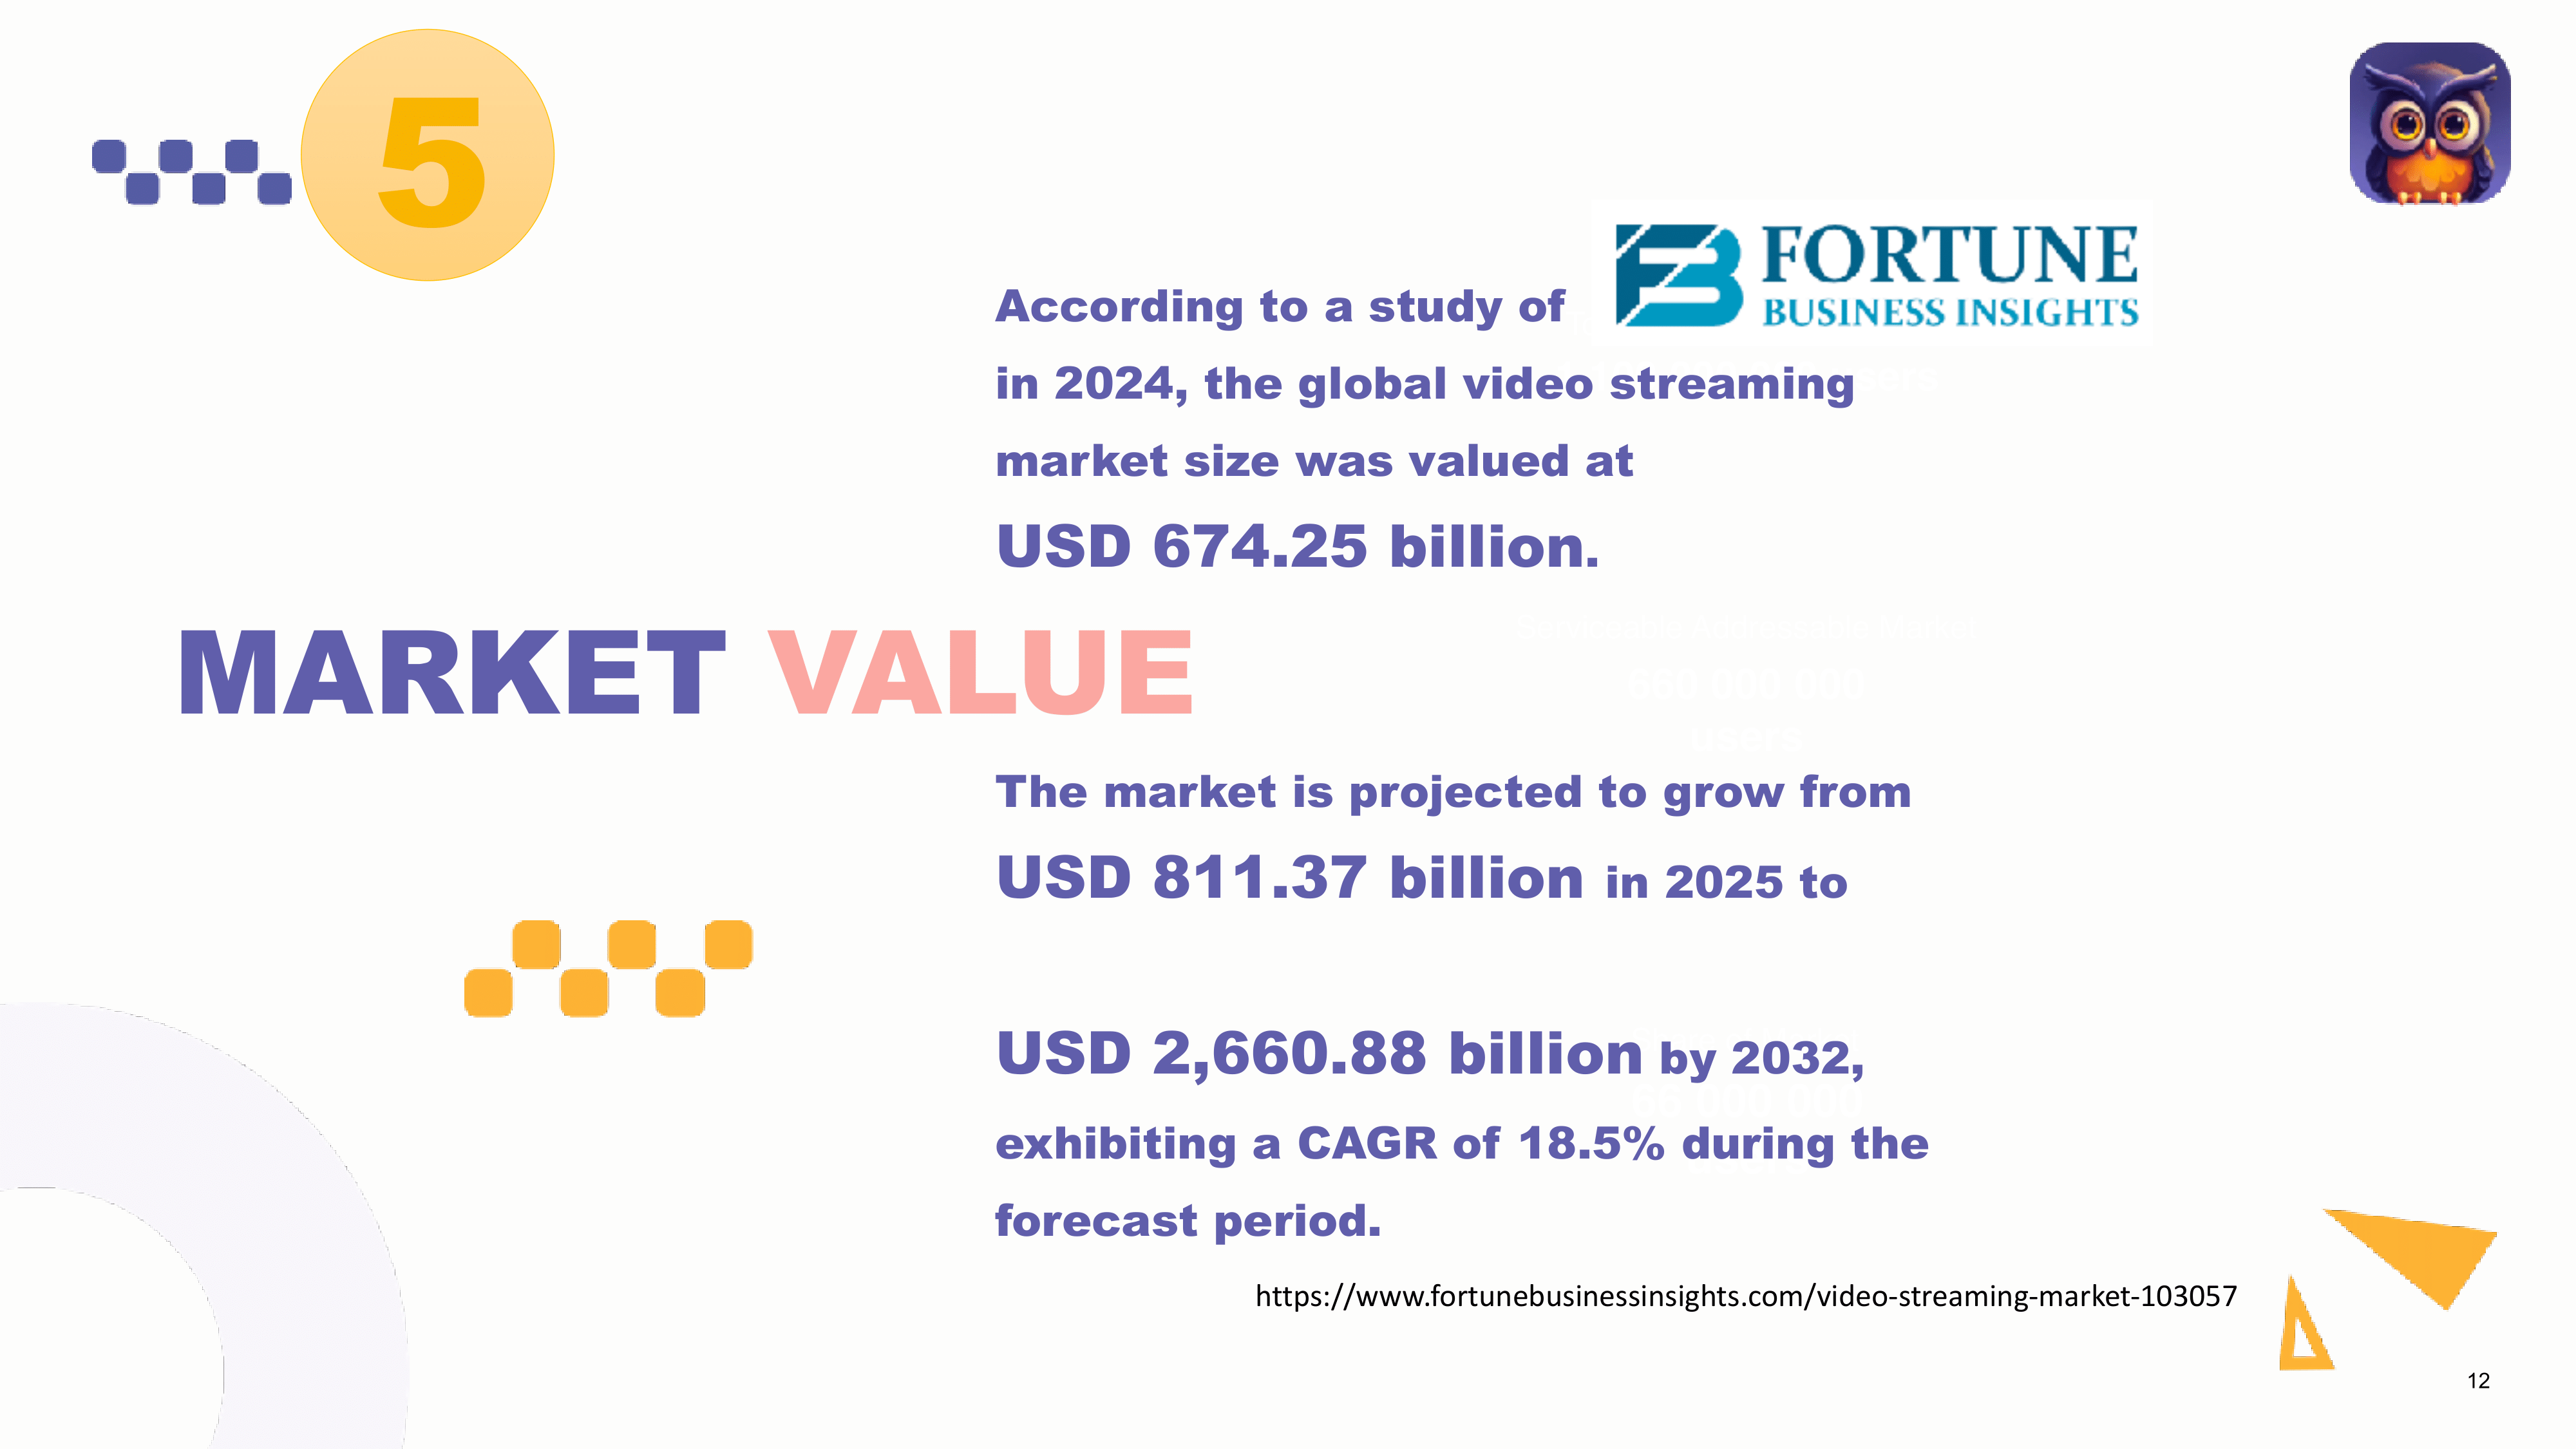 5
FORTUNE
BUSINESS INSIGHTS
According to a study of
in 2024, the global video streaming
market size was valued at
USD 674.25 billion.
MARKET VALUE
The market is projected to grow from
USD 811.37 billion in 2025 to
USD 2,660.88 billion by 2032,
exhibiting a CAGR of 18.5% during the
forecast period.
https://www.fortunebusinessinsights.com/video-streaming-market-103057
12